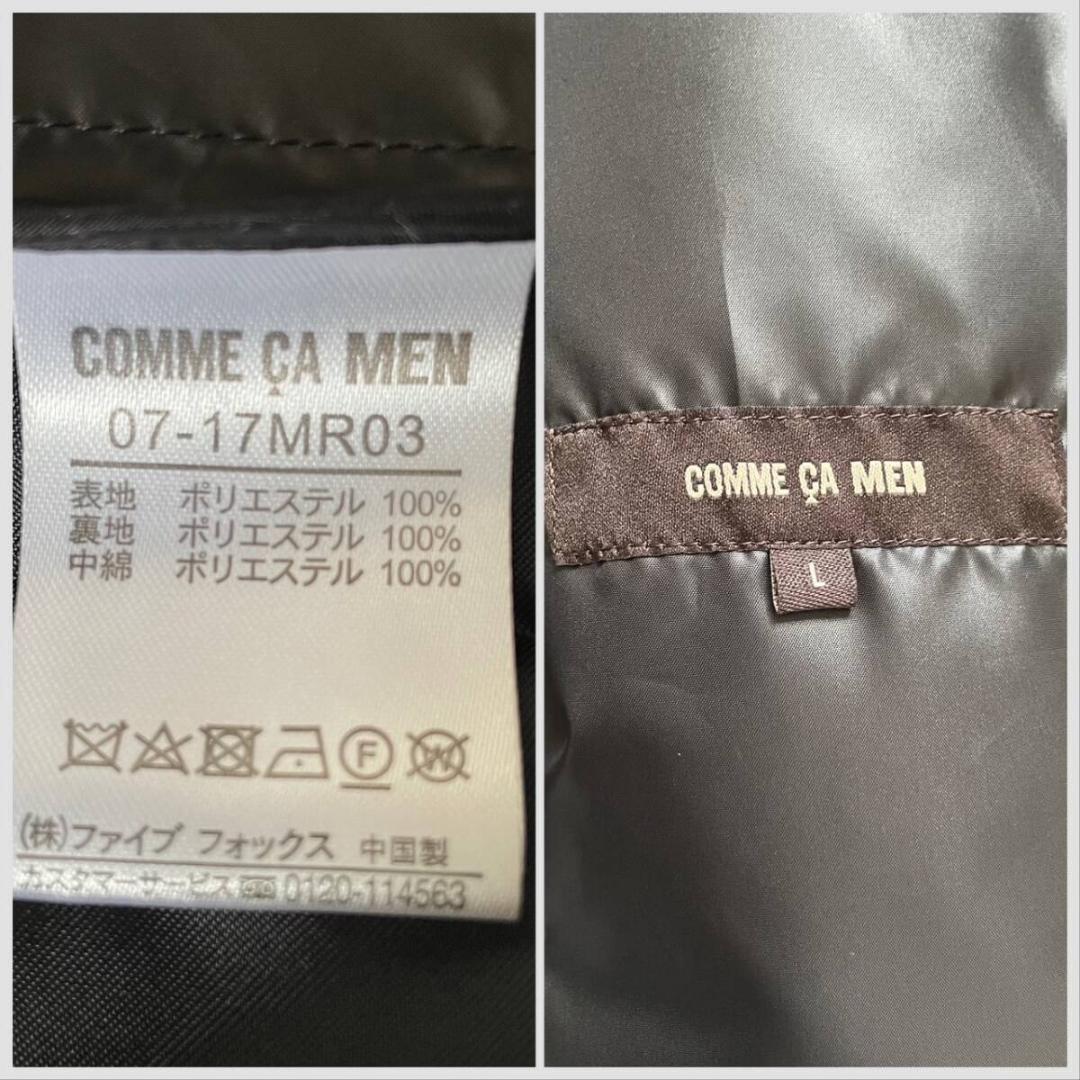 COMME ÇA MEN
07-17MR03
表地 ポリエステル 100%
裏地 ポリエステル 100%
中綿 ポリエステル 100%
F W
(株)ファイブ フォックス 中国製
カスタマーサービス 0120-114563
COMME ÇA MEN
L